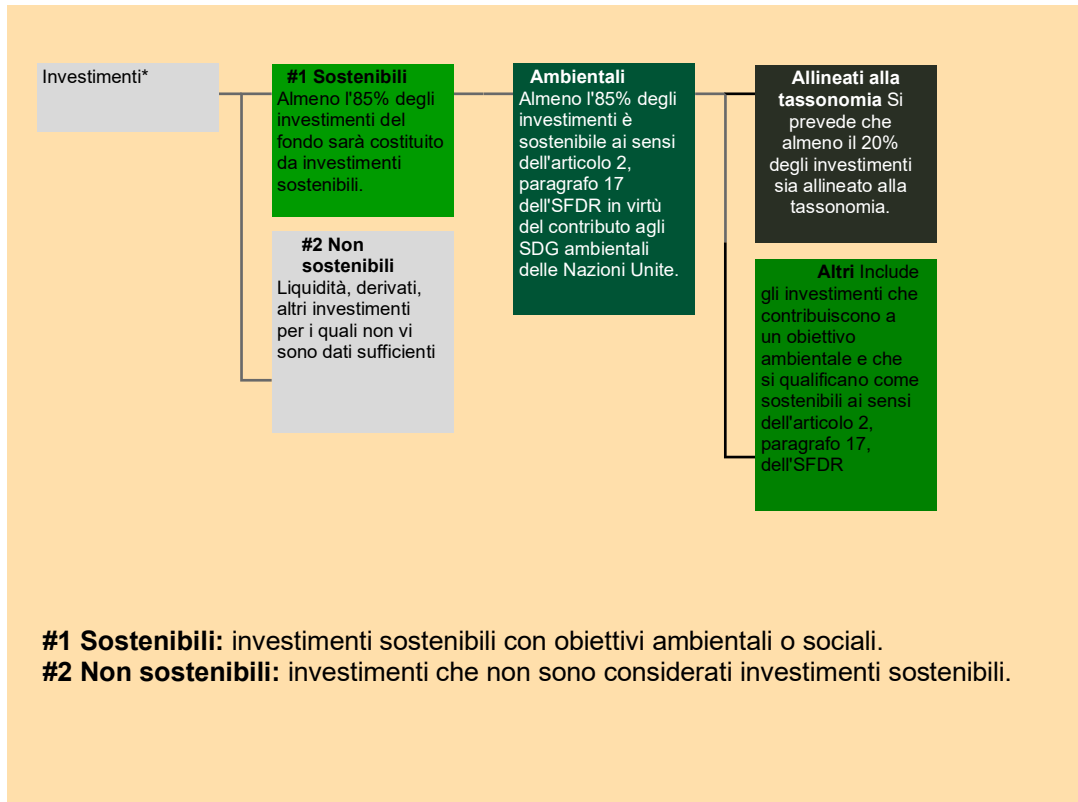 Investimenti*
#1 Sostenibili
Almeno l'85% degli
investimenti del
fondo sarà costituito
da investimenti
sostenibili.
#2 Non
sostenibili
Liquidità, derivati,
altri investimenti
per i quali non vi
sono dati sufficienti
Ambientali
Almeno l'85% degli
investimenti è
sostenibile ai sensi
dell'articolo 2,
paragrafo 17
dell'SFDR in virtù
del contributo agli
SDG ambientali
delle Nazioni Unite.
Allineati alla
tassonomia Si
prevede che
almeno il 20%
degli investimenti
sia allineato alla
tassonomia.
Altri Include
gli investimenti che
contribuiscono a
un obiettivo
ambientale e che
si qualificano come
sostenibili ai sensi
dell'articolo 2,
paragrafo 17,
dell'SFDR
#1 Sostenibili: investimenti sostenibili con obiettivi ambientali o sociali.
#2 Non sostenibili: investimenti che non sono considerati investimenti sostenibili.